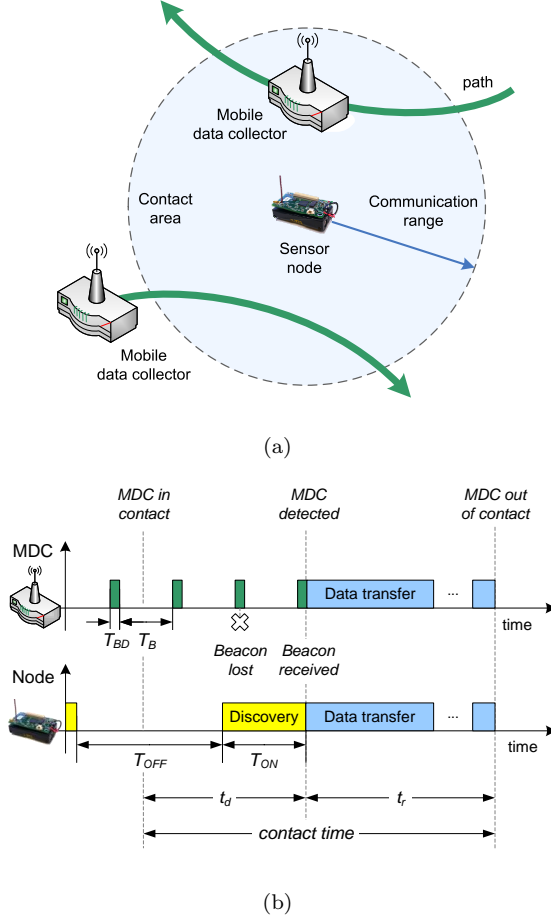 path
Mobile
data collector
Contact
area
Communication
range
Sensor
node
Mobile
data collector
(a)
MDC in
contact
MDC
detected
MDC out
of contact
MDC
Data transfer
...
time
T_BD
T_B
Beacon
lost
Beacon
received
Node
Discovery
Data transfer
...
time
T_OFF
T_ON
t_d
t_r
contact time
(b)